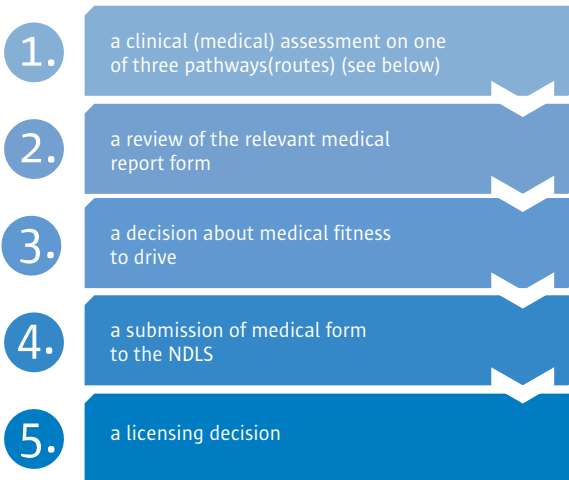 1.
a clinical (medical) assessment on one
of three pathways(routes) (see below)
2.
a review of the relevant medical
report form
3.
a decision about medical fitness
to drive
4.
a submission of medical form
to the NDLS
5.
a licensing decision